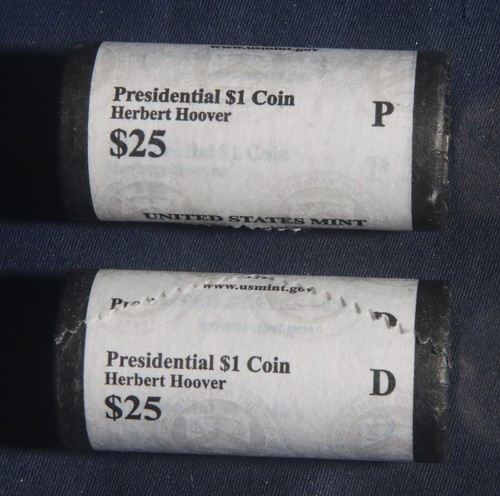 www.usmint.gov
Presidential $1 Coin
Herbert Hoover
$25
P
UNITED STATES MINT
www.usmint.gov
Presidential $1 Coin
Herbert Hoover
$25
D